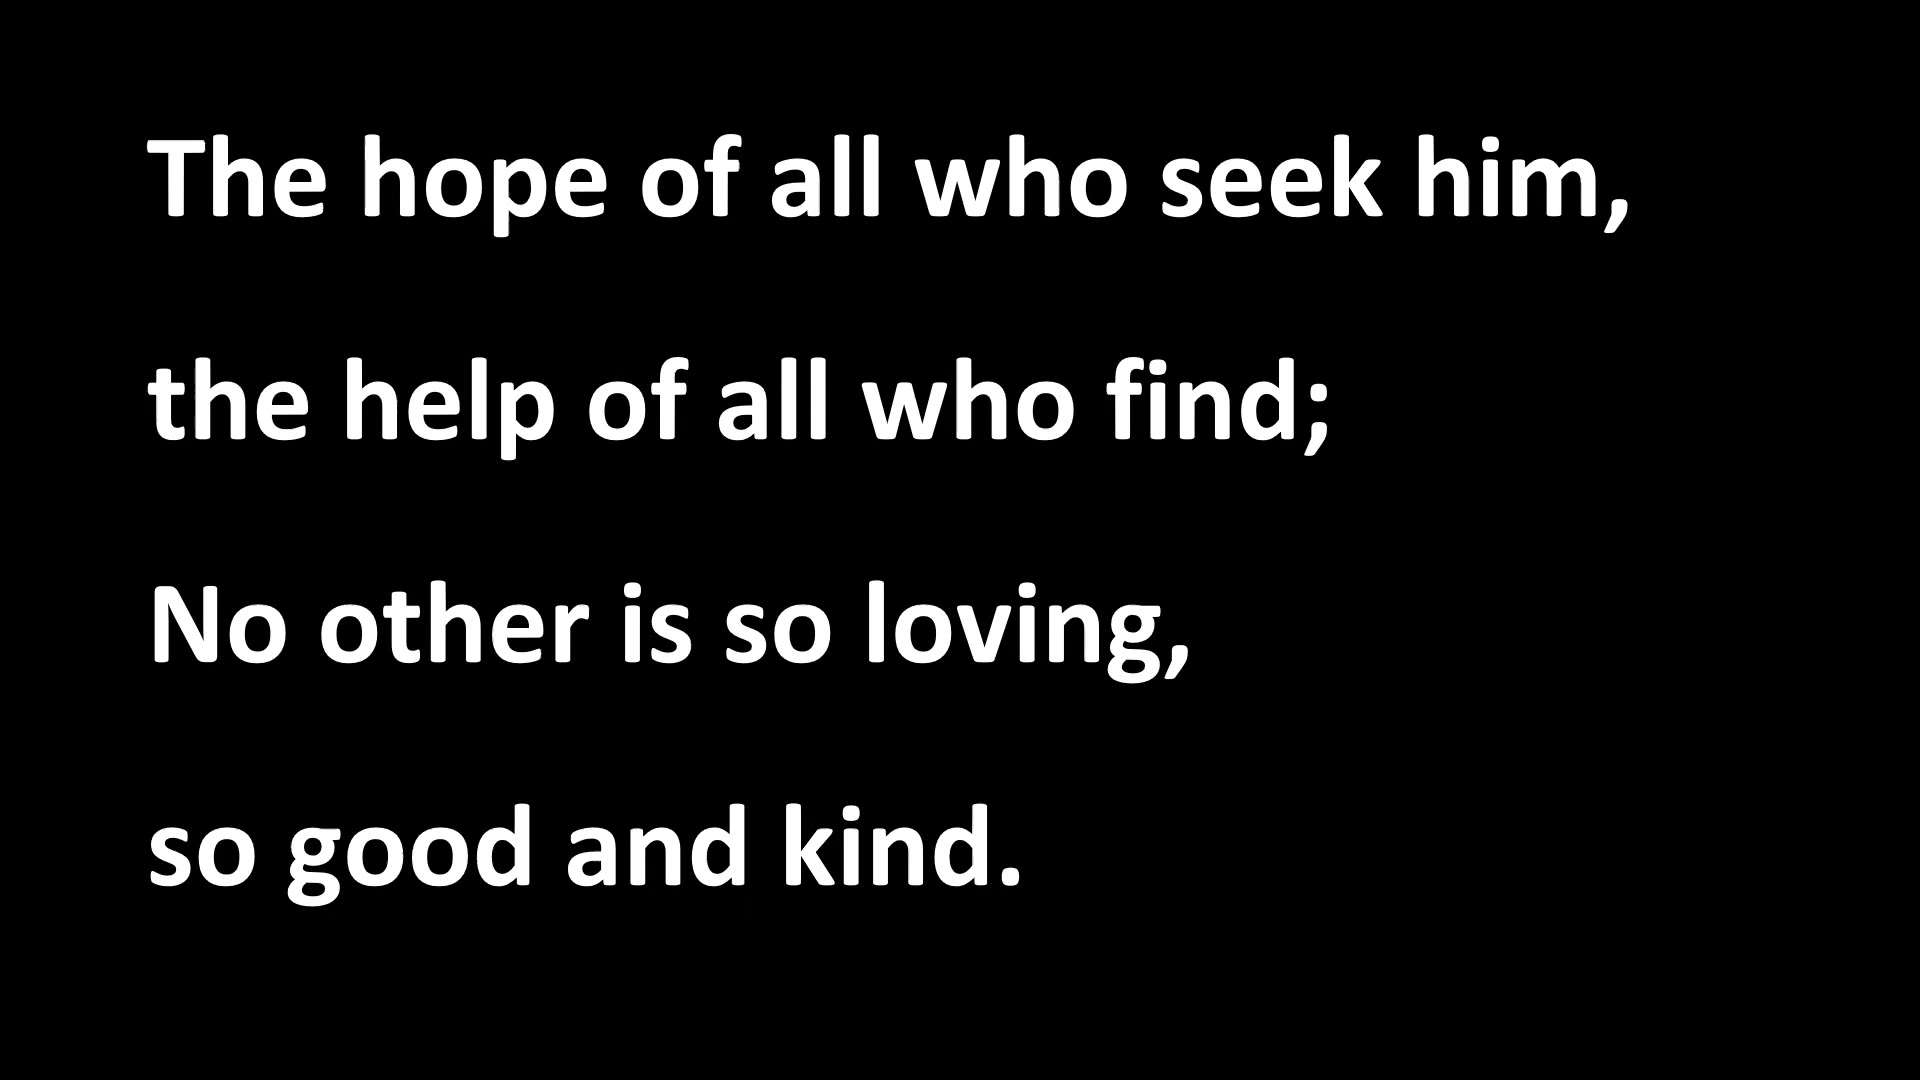 The hope of all who seek him,
the help of all who find;
No other is so loving,
so good and kind.